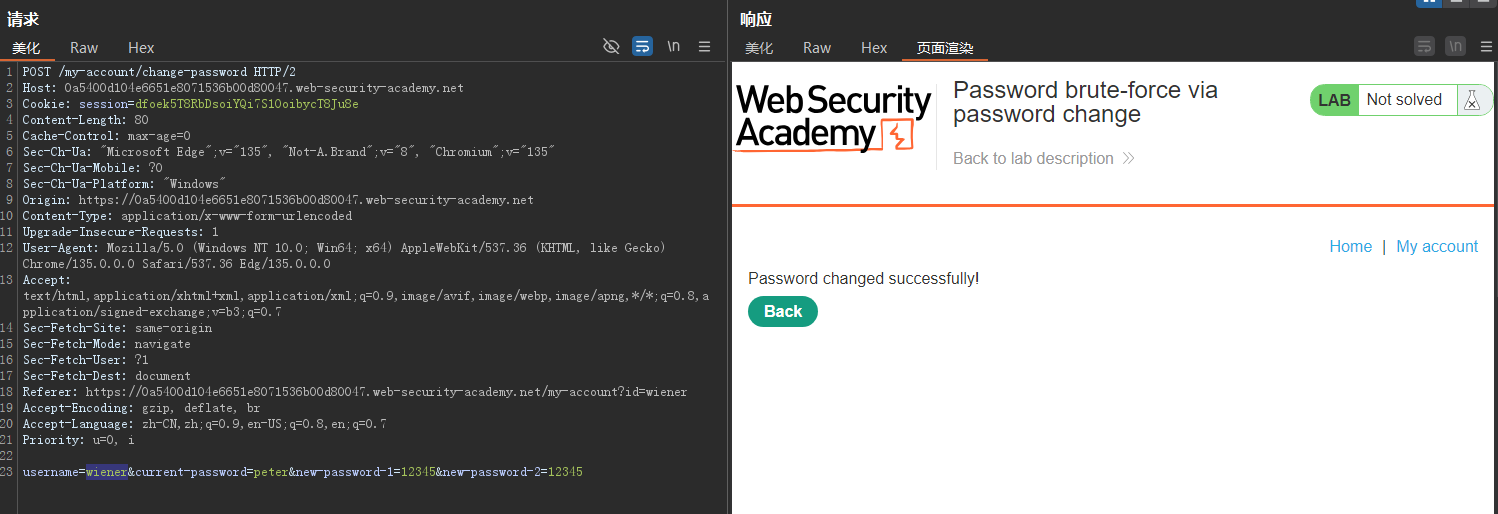 请求
美化 Raw Hex \n
1 POST /my-account/change-password HTTP/2
2 Host: 0a5400d104e6651e8071536b00d80047.web-security-academy.net
3 Cookie: session=dfoek5T8RbDsoiYQi7S10oibycT8Ju8e
4 Content-Length: 80
5 Cache-Control: max-age=0
6 Sec-Ch-Ua: "Microsoft Edge";v="135", "Not-A.Brand";v="8", "Chromium";v="135"
7 Sec-Ch-Ua-Mobile: ?0
8 Sec-Ch-Ua-Platform: "Windows"
9 Origin: https://0a5400d104e6651e8071536b00d80047.web-security-academy.net
10 Content-Type: application/x-www-form-urlencoded
11 Upgrade-Insecure-Requests: 1
12 User-Agent: Mozilla/5.0 (Windows NT 10.0; Win64; x64) AppleWebKit/537.36 (KHTML, like Gecko)
Chrome/135.0.0.0 Safari/537.36 Edg/135.0.0.0
13 Accept:
text/html,application/xhtml+xml,application/xml;q=0.9,image/avif,image/webp,image/apng,*/*;q=0.8,a
pplication/signed-exchange;v=b3;q=0.7
14 Sec-Fetch-Site: same-origin
15 Sec-Fetch-Mode: navigate
16 Sec-Fetch-User: ?1
17 Sec-Fetch-Dest: document
18 Referer: https://0a5400d104e6651e8071536b00d80047.web-security-academy.net/my-account?id=wiener
19 Accept-Encoding: gzip, deflate, br
20 Accept-Language: zh-CN,zh;q=0.9,en-US;q=0.8,en;q=0.7
21 Priority: u=0, i
22
23 username=wiener&current-password=peter&new-password-1=12345&new-password-2=12345
响应
美化 Raw Hex 页面渲染 \n
Web Security
Academy
Password brute-force via
password change
LAB Not solved
Back to lab description
Home | My account
Password changed successfully!
Back